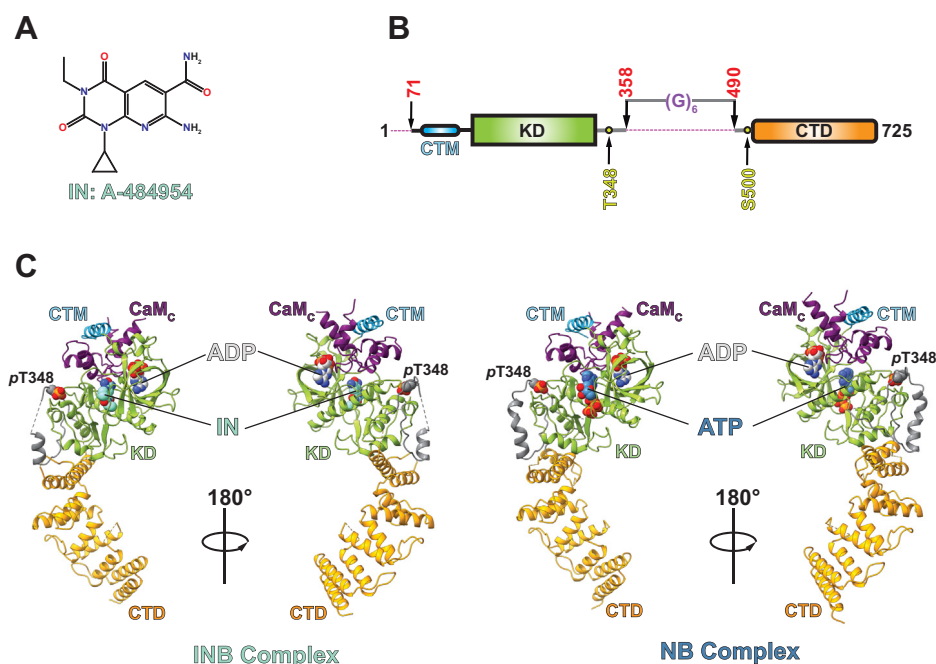 A
O
NH2
O
N
N
O
N
NH2
IN: A-484954
B
71
358
490
(G)6
1
CTM
KD
CTD
725
T348
S500
C
CTM
CaMC
CaMC
CTM
ADP
pT348
pT348
IN
KD
KD
180°
CTD
CTD
INB Complex
CTM
CaMC
CaMC
CTM
ADP
pT348
pT348
ATP
KD
KD
180°
CTD
CTD
NB Complex